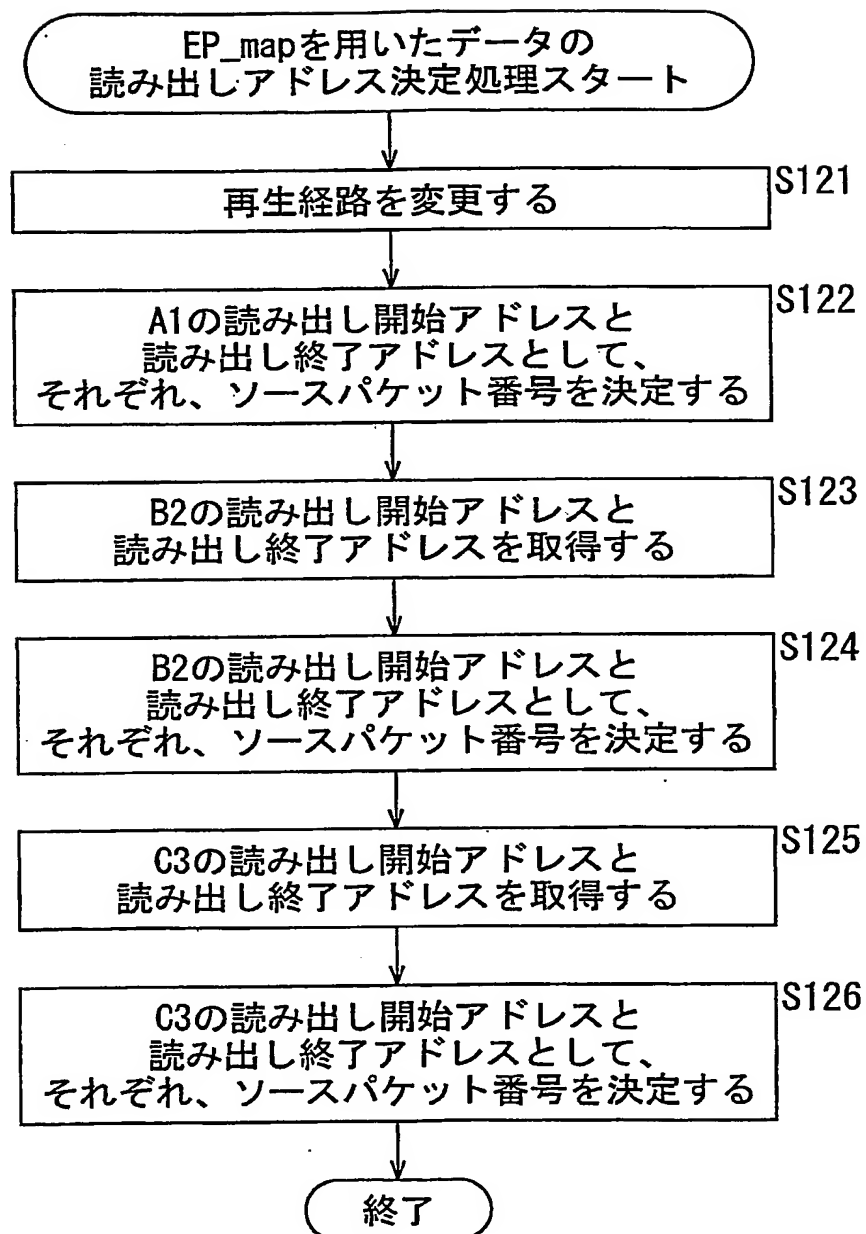 EP_mapを用いたデータの
読み出しアドレス決定処理スタート
再生経路を変更する
S121
A1の読み出し開始アドレスと
読み出し終了アドレスとして、
それぞれ、ソースパケット番号を決定する
S122
B2の読み出し開始アドレスと
読み出し終了アドレスを取得する
S123
B2の読み出し開始アドレスと
読み出し終了アドレスとして、
それぞれ、ソースパケット番号を決定する
S124
C3の読み出し開始アドレスと
読み出し終了アドレスを取得する
S125
C3の読み出し開始アドレスと
読み出し終了アドレスとして、
それぞれ、ソースパケット番号を決定する
S126
終了